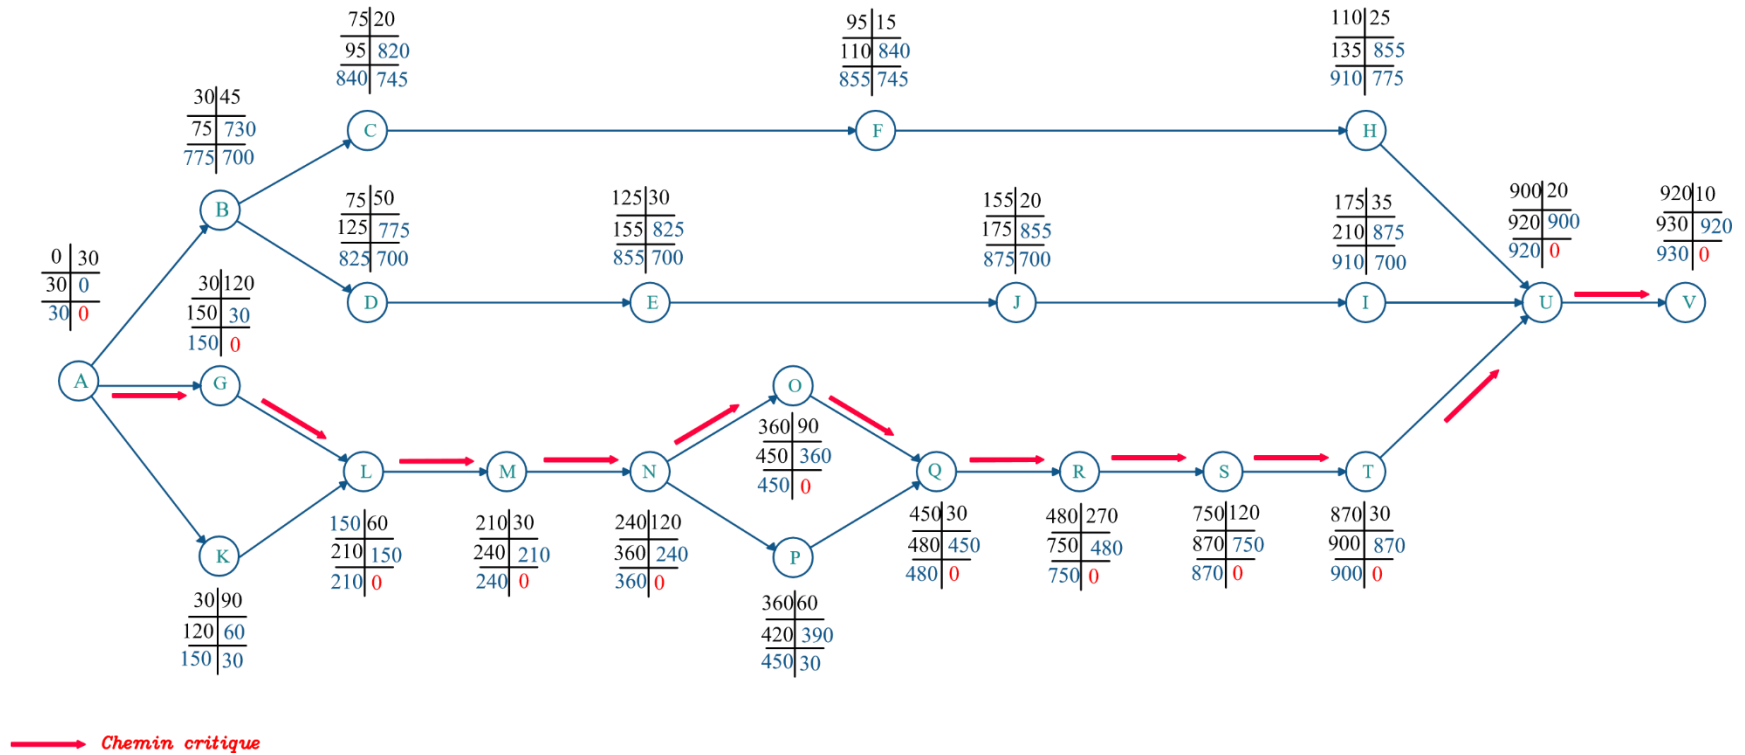 75 20
95 820
840 745
95 15
110 840
855 745
110 25
135 855
910 775
30 45
75 730
775 700
C
F
H
75 50
125 775
825 700
125 30
155 825
855 700
155 20
175 855
875 700
175 35
210 875
910 700
900 20
920 900
920 0
920 10
930 920
930 0
B
0 30
30 0
30 0
30 120
150 30
150 0
D
E
J
I
U
V
A
G
O
360 90
450 360
450 0
L
M
N
Q
R
S
T
150 60
210 150
210 0
210 30
240 210
240 0
240 120
360 240
360 0
450 30
480 450
480 0
480 270
750 480
750 0
750 120
870 750
870 0
870 30
900 870
900 0
K
P
30 90
120 60
150 30
360 60
420 390
450 30
Chemin critique